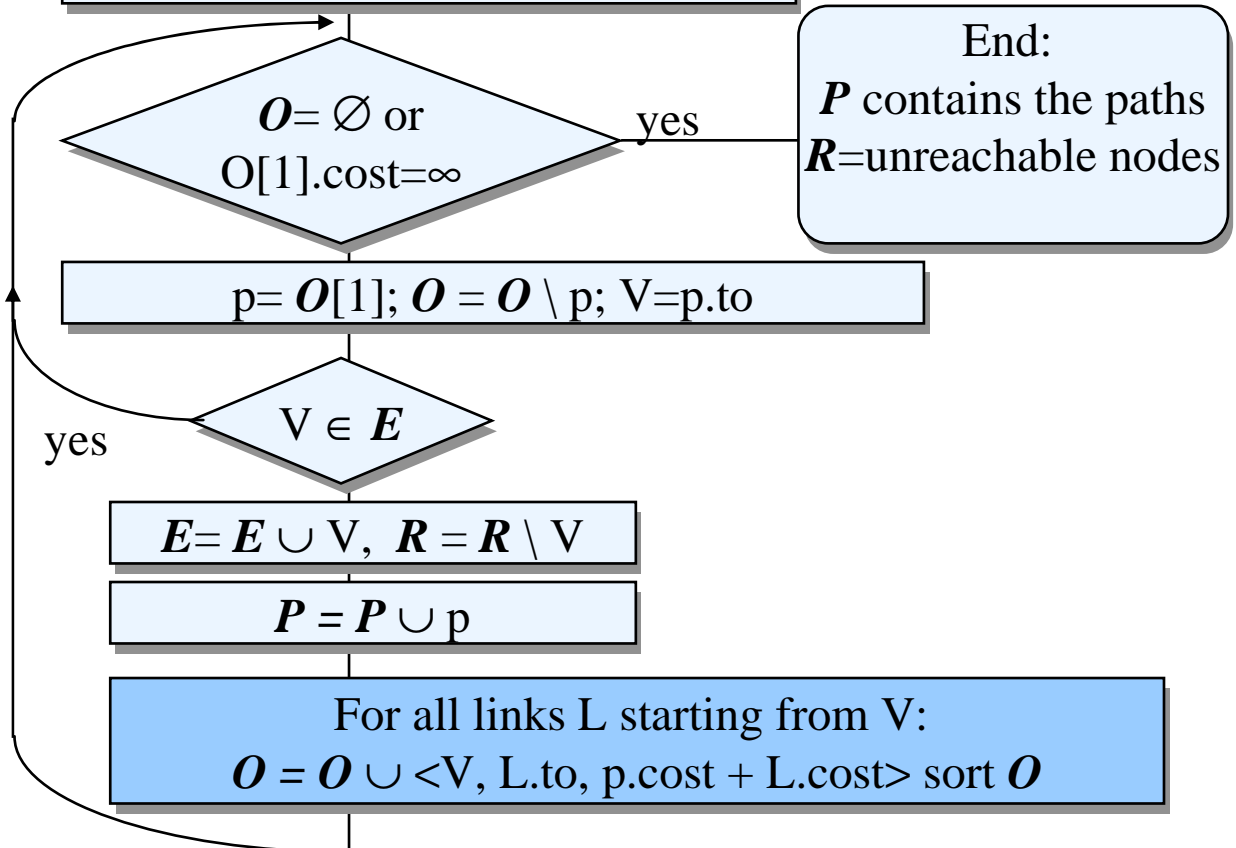 O= ∅ or
O[1].cost=∞
yes
End:
P contains the paths
R=unreachable nodes
p= O[1]; O = O \ p; V=p.to
V ∈ E
yes
E= E ∪ V, R = R \ V
P = P ∪ p
For all links L starting from V:
O = O ∪ <V, L.to, p.cost + L.cost> sort O